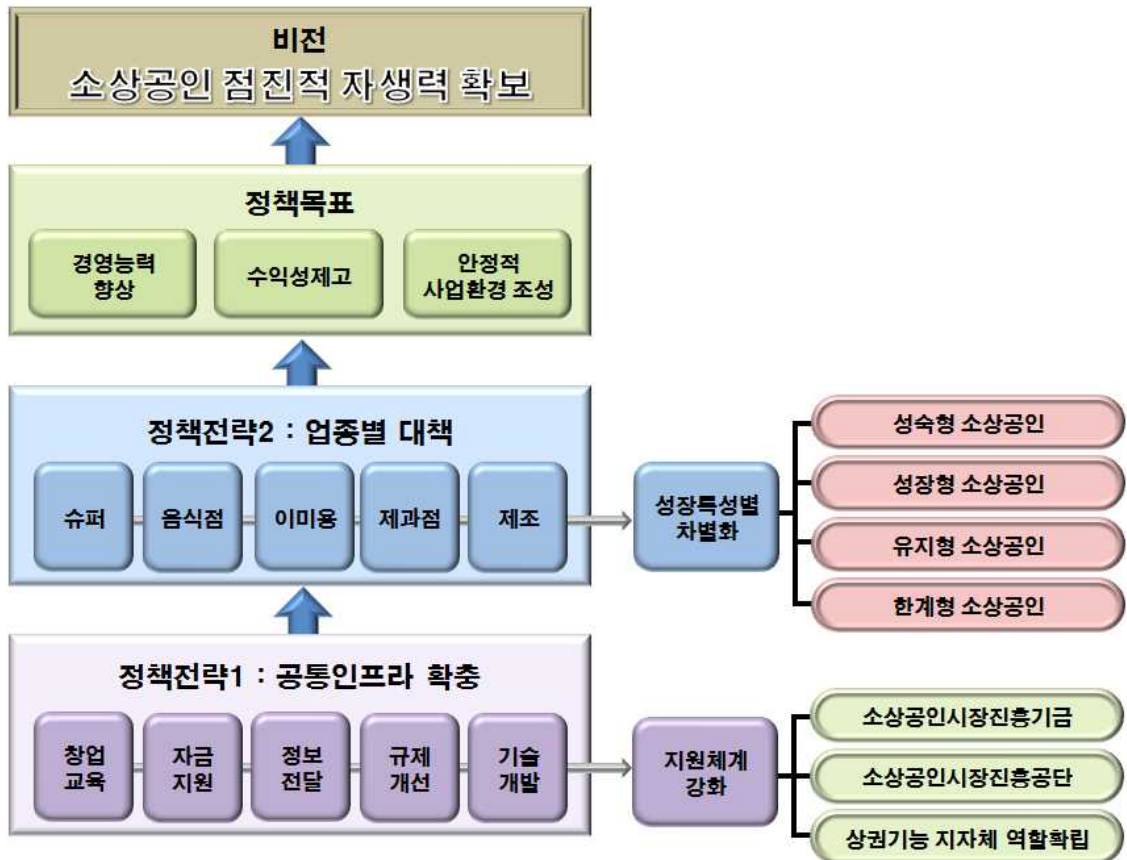 비전
소상공인 점진적 자생력 확보
정책목표
경영능력
향상
수익성제고
안정적
사업환경 조성
정책전략2 : 업종별 대책
슈퍼
음식점
이미용
제과점
제조
성장특성별
차별화
성숙형 소상공인
성장형 소상공인
유지형 소상공인
한계형 소상공인
정책전략1 : 공통인프라 확충
창업
교육
자금
지원
정보
전달
규제
개선
기술
개발
지원체계
강화
소상공인시장진흥기금
소상공인시장진흥공단
상권기능 지자체 역할확립